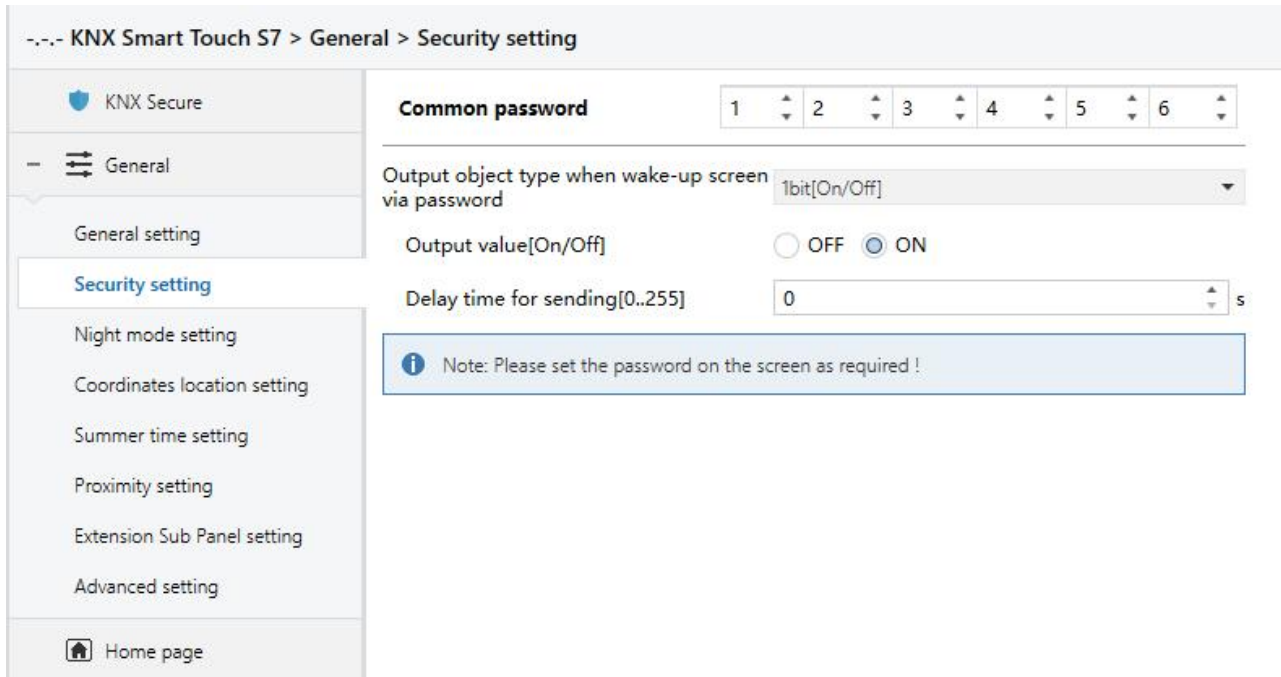 -.-.- KNX Smart Touch S7 > General > Security setting
KNX Secure
General
General setting
Security setting
Night mode setting
Coordinates location setting
Summer time setting
Proximity setting
Extension Sub Panel setting
Advanced setting
Home page
Common password 1 2 3 4 5 6
Output object type when wake-up screen
via password
1bit[On/Off]
Output value[On/Off] OFF ON
Delay time for sending[0..255] 0 s
Note: Please set the password on the screen as required !